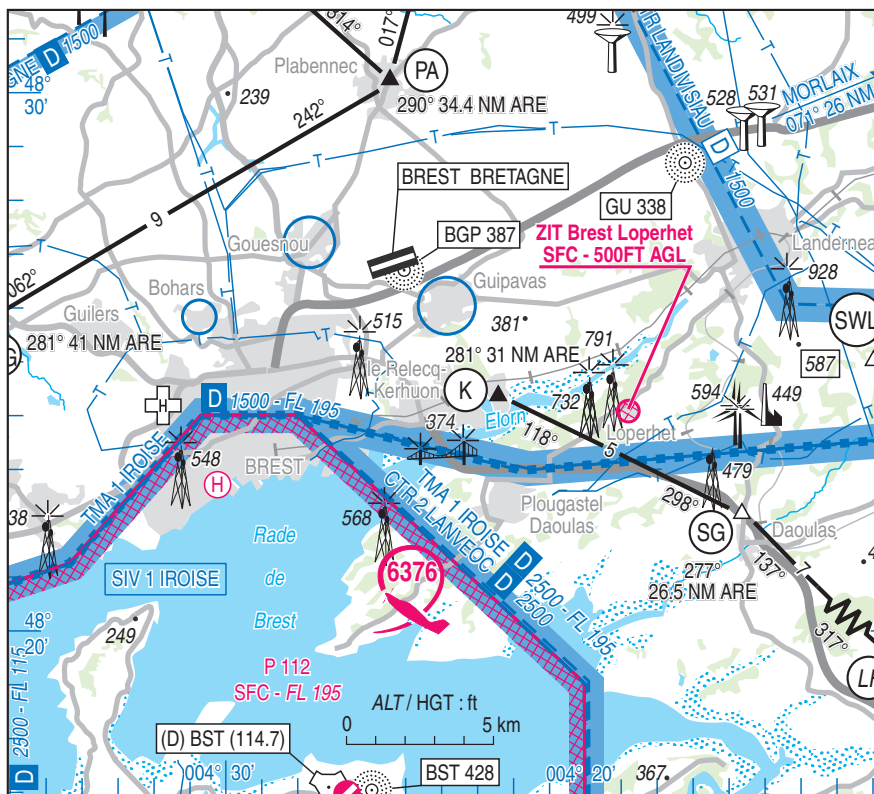 314°
017°
499
GNE D 1500
IR LANDIVISIAU
Plabennec
PA
48°
30'
290° 34.4 NM ARE
239
242°
528
531
MORLAIX
071° 26 NM
D 1500
T
T
T
T
BREST BRETAGNE
GU 338
9
Gouesnou
BGP 387
ZIT Brest Loperhet
SFC - 500FT AGL
Landernea
062°
Bohars
Guipavas
928
Guilers
515
381
791
SWL
281° 41 NM ARE
281° 31 NM ARE
587
le Relecq-
Kerhuon
K
732
594
449
H
D 1500 - FL 195
374
Elorn
118°
Loperhet
5
548
BREST
479
TMA 1 IROISE
H
TMA 1 IROISE
CTR 2 LANVEOC
Plougastel
Daoulas
298°
38
568
SG
Daoulas
Rade
de
Brest
SIV 1 IROISE
6376
D 2500 - FL 195
D 2500
277°
26.5 NM ARE
137°
7
317°
48°
20'
249
P 112
SFC - FL 195
D 2500 - FL 115
ALT / HGT : ft
0 5 km
(D) BST (114.7)
BST 428
004° 30'
004° 20'
367